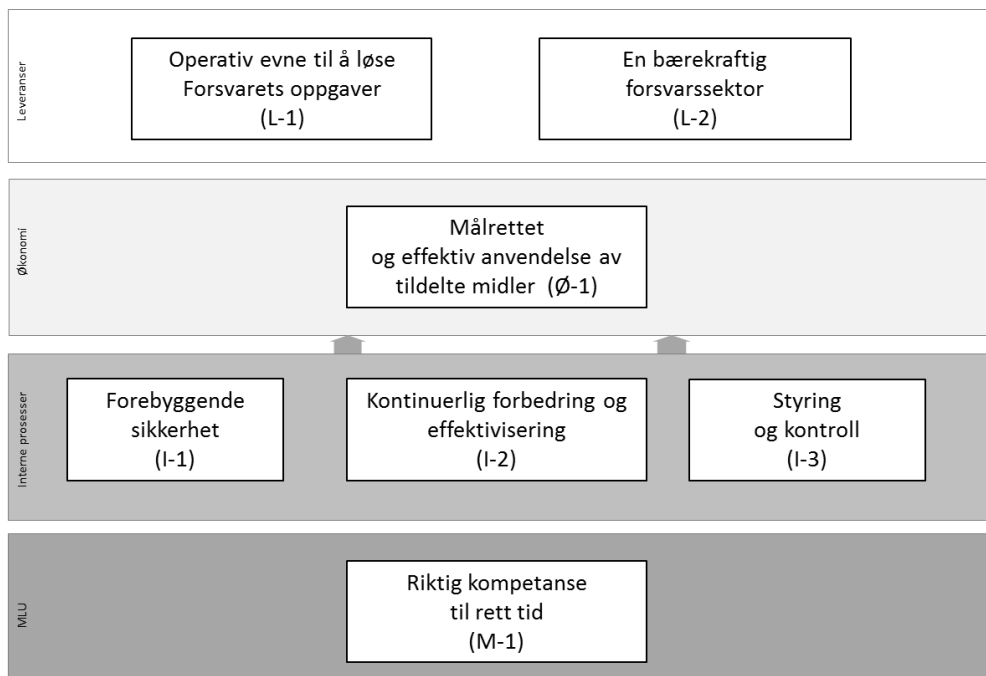 Leveranser
Operativ evne til å løse
Forsvarets oppgaver
(L-1)
En bærekraftig
forsvarssektor
(L-2)
Økonomi
Målrettet
og effektiv anvendelse av
tildelte midler (Ø-1)
Interne prosesser
Forebyggende
sikkerhet
(I-1)
Kontinuerlig forbedring og
effektivisering
(I-2)
Styring
og kontroll
(I-3)
MLU
Riktig kompetanse
til rett tid
(M-1)